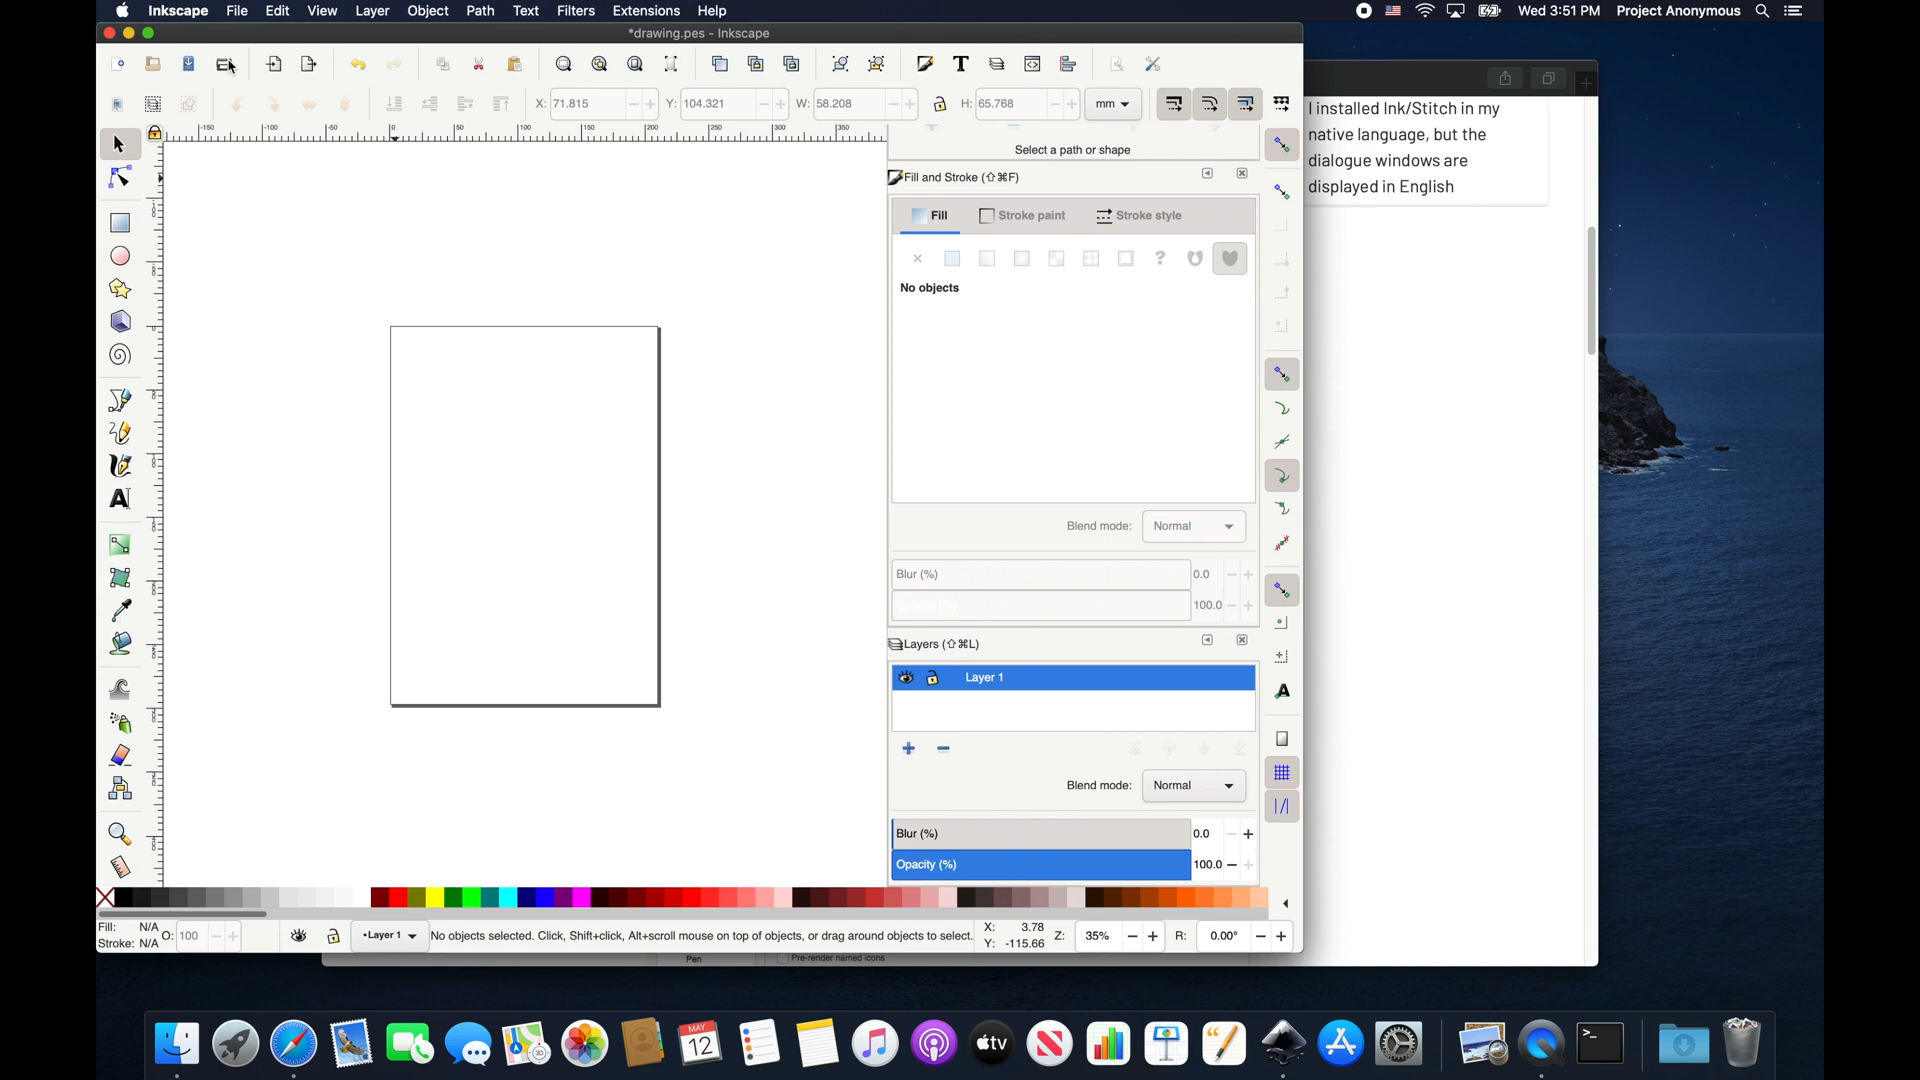 Inkscape File Edit View Layer Object Path Text Filters Extensions Help Wed 3:51 PM Project Anonymous
*drawing.pes - Inkscape
X: 71.815 Y: 104.321 W: 58.208 H: 65.768 mm
I installed Ink/Stitch in my
native language, but the
dialogue windows are
displayed in English
Select a path or shape
Fill and Stroke (⇧⌘F)
Fill Stroke paint Stroke style
No objects
Blend mode: Normal
Blur (%) 0.0
Opacity (%) 100.0
Layers (⇧⌘L)
Layer 1
Blend mode: Normal
Blur (%) 0.0
Opacity (%) 100.0
Fill: N/A
Stroke: N/A
O: 100
•Layer 1 No objects selected. Click, Shift+click, Alt+scroll mouse on top of objects, or drag around objects to select.
X: 3.78
Y: -115.66
Z: 35% R: 0.00°
Pen Pre-render named icons
MAY
12
tv